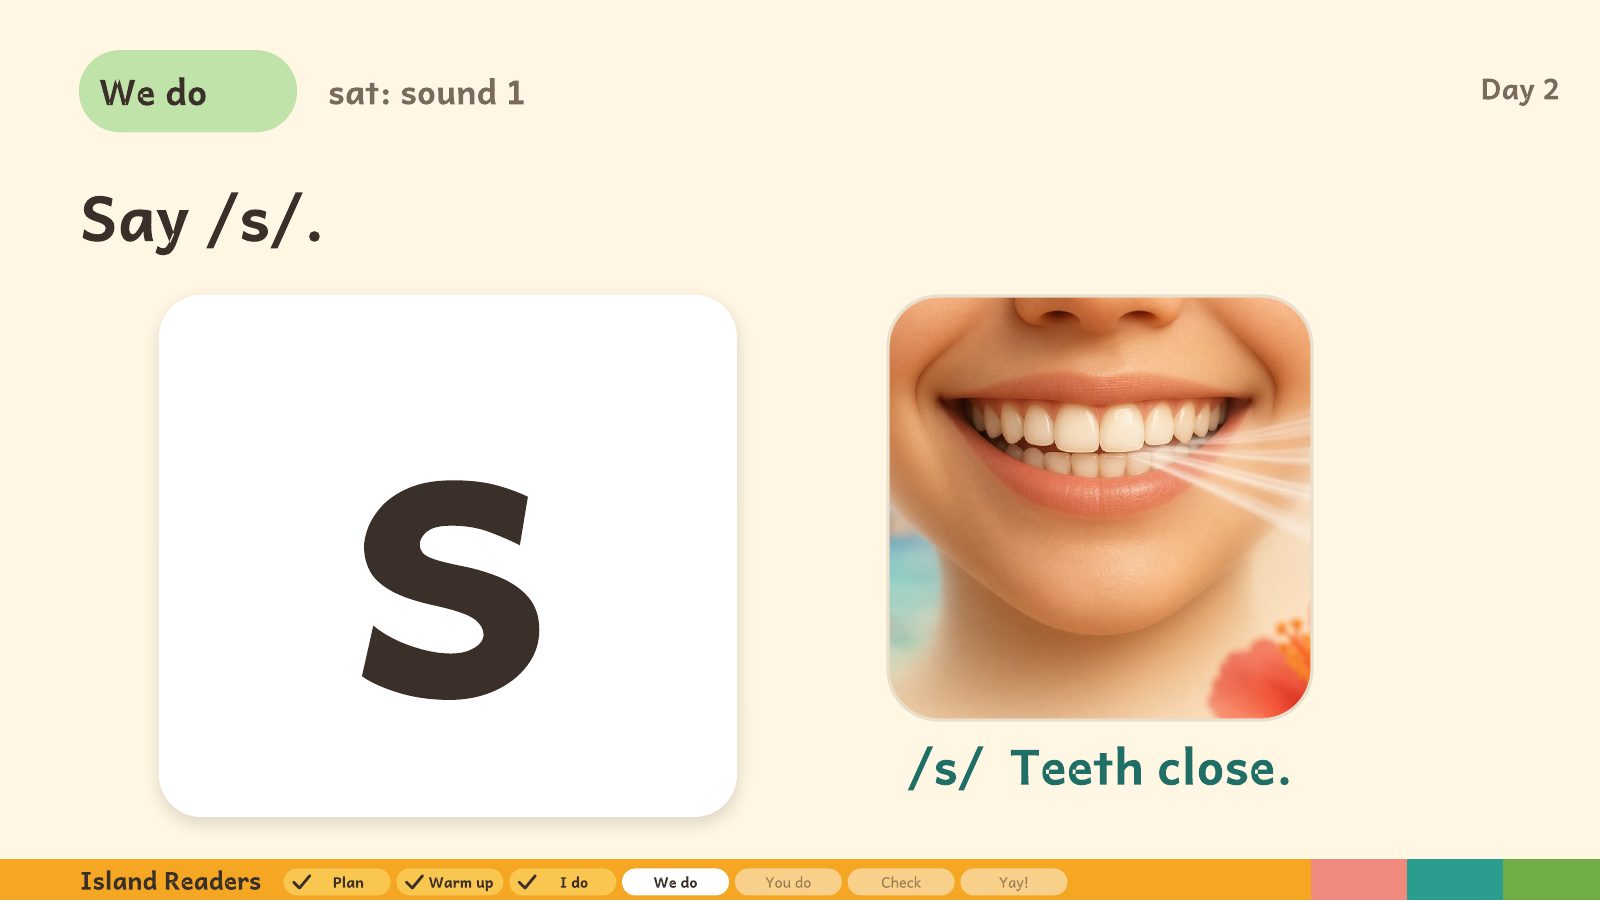 We do
sat: sound 1
Day 2
Say /s/.
s
/s/ Teeth close.
Island Readers
Plan
Warm up
I do
We do
You do
Check
Yay!